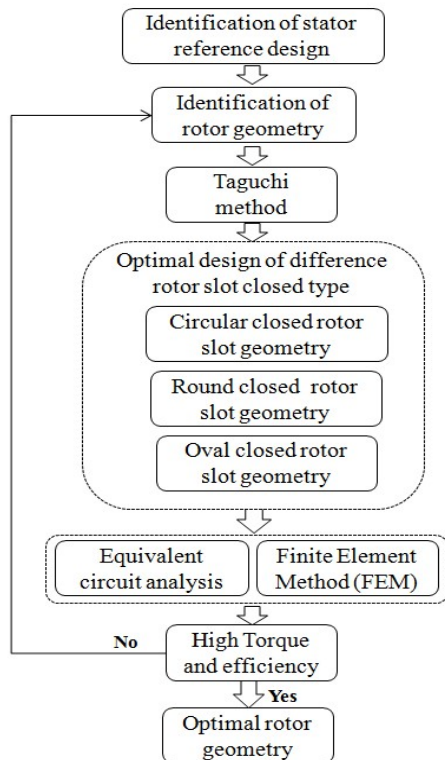 Identification of stator
reference design
Identification of
rotor geometry
Taguchi
method
Optimal design of difference
rotor slot closed type
Circular closed rotor
slot geometry
Round closed rotor
slot geometry
Oval closed rotor
slot geometry
Equivalent
circuit analysis
Finite Element
Method (FEM)
No
High Torque
and efficiency
Yes
Optimal rotor
geometry